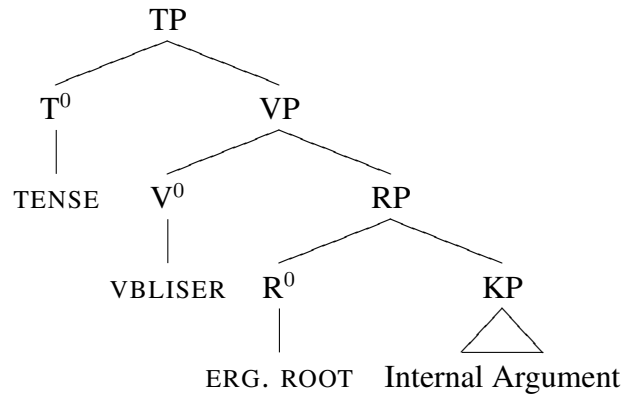 TP
T⁰ VP
TENSE V⁰ RP
VBLISER R⁰ KP
ERG. ROOT Internal Argument